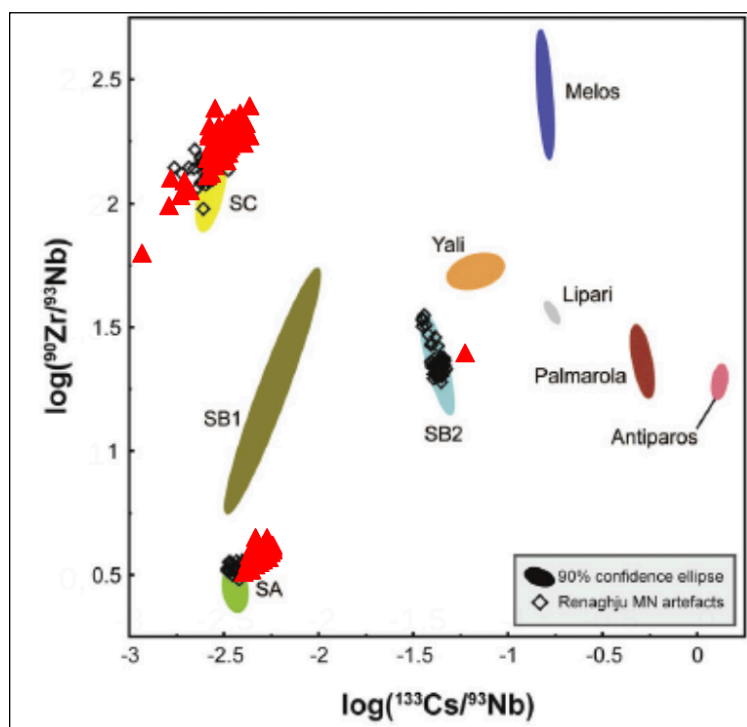 log(⁹⁰Zr/⁹³Nb)
2.5
2
1.5
1
0.5
Melos
SC
Yali
Lipari
SB1
Palmarola
SB2
Antiparos
SA
90% confidence ellipse
Renaghju MN artefacts
-3
-2.5
-2
-1.5
-1
-0.5
0
log(¹³³Cs/⁹³Nb)